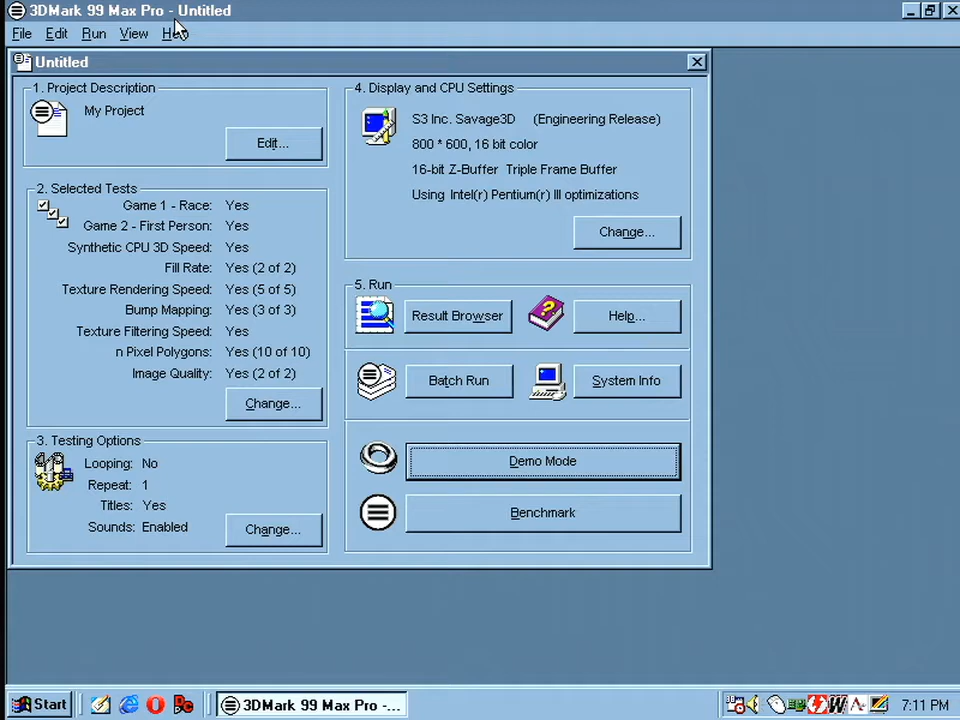 3DMark 99 Max Pro - Untitled
File Edit Run View
Untitled
1. Project Description
My Project
Edit...
2. Selected Tests
Game 1 - Race: Yes
Game 2 - First Person: Yes
Synthetic CPU 3D Speed: Yes
Fill Rate: Yes (2 of 2)
Texture Rendering Speed: Yes (5 of 5)
Bump Mapping: Yes (3 of 3)
Texture Filtering Speed: Yes
n Pixel Polygons: Yes (10 of 10)
Image Quality: Yes (2 of 2)
Change...
3. Testing Options
Looping: No
Repeat: 1
Titles: Yes
Sounds: Enabled
Change...
4. Display and CPU Settings
S3 Inc. Savage3D (Engineering Release)
800 * 600, 16 bit color
16-bit Z-Buffer Triple Frame Buffer
Using Intel(r) Pentium(r) III optimizations
Change...
5. Run
Result Browser
Help...
Batch Run
System Info
Demo Mode
Benchmark
Start
3DMark 99 Max Pro -...
7:11 PM